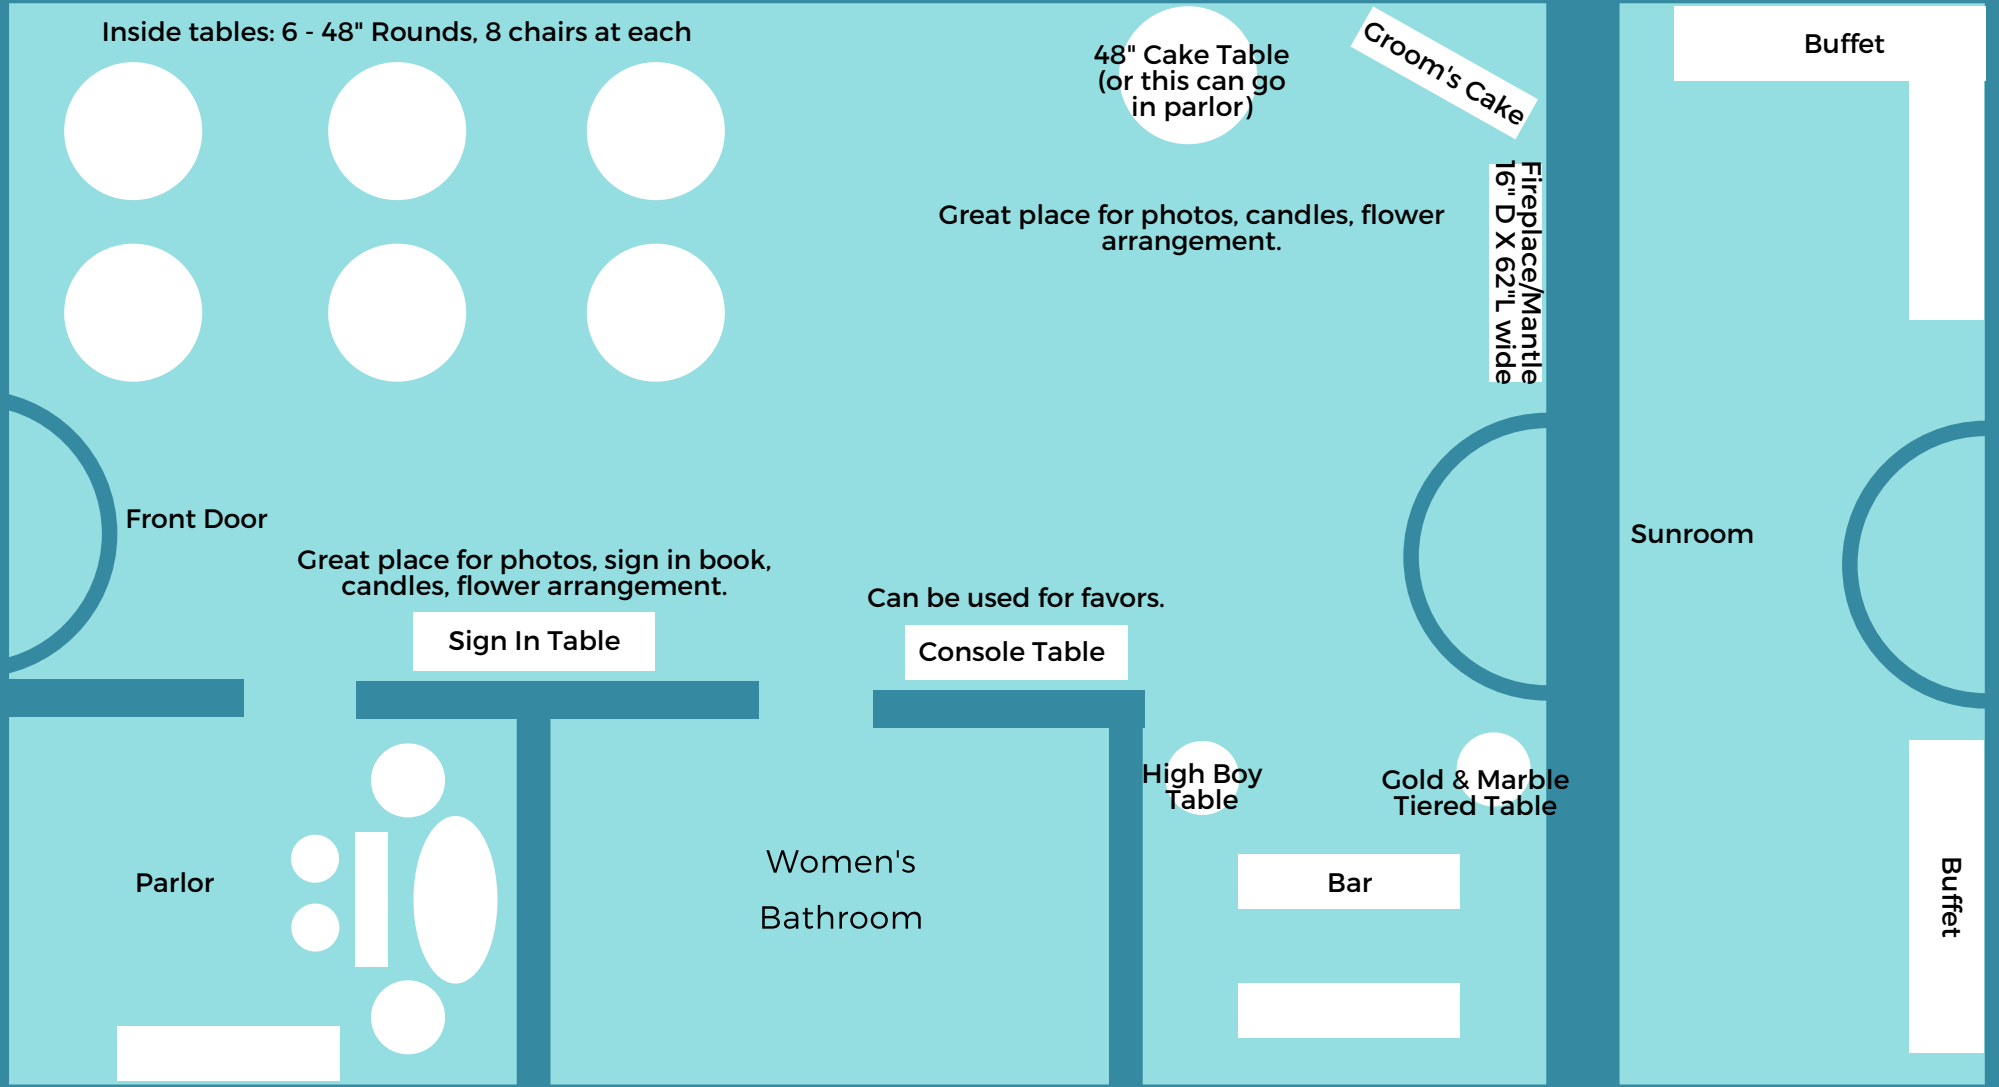 Inside tables: 6 - 48" Rounds, 8 chairs at each
48" Cake Table
(or this can go
in parlor)
Groom's Cake
Buffet
Fireplace/Mantle
16" D X 62"L wide
Great place for photos, candles, flower
arrangement.
Front Door
Sunroom
Great place for photos, sign in book,
candles, flower arrangement.
Sign In Table
Can be used for favors.
Console Table
High Boy
Table
Gold & Marble
Tiered Table
Parlor
Women's
Bathroom
Bar
Buffet